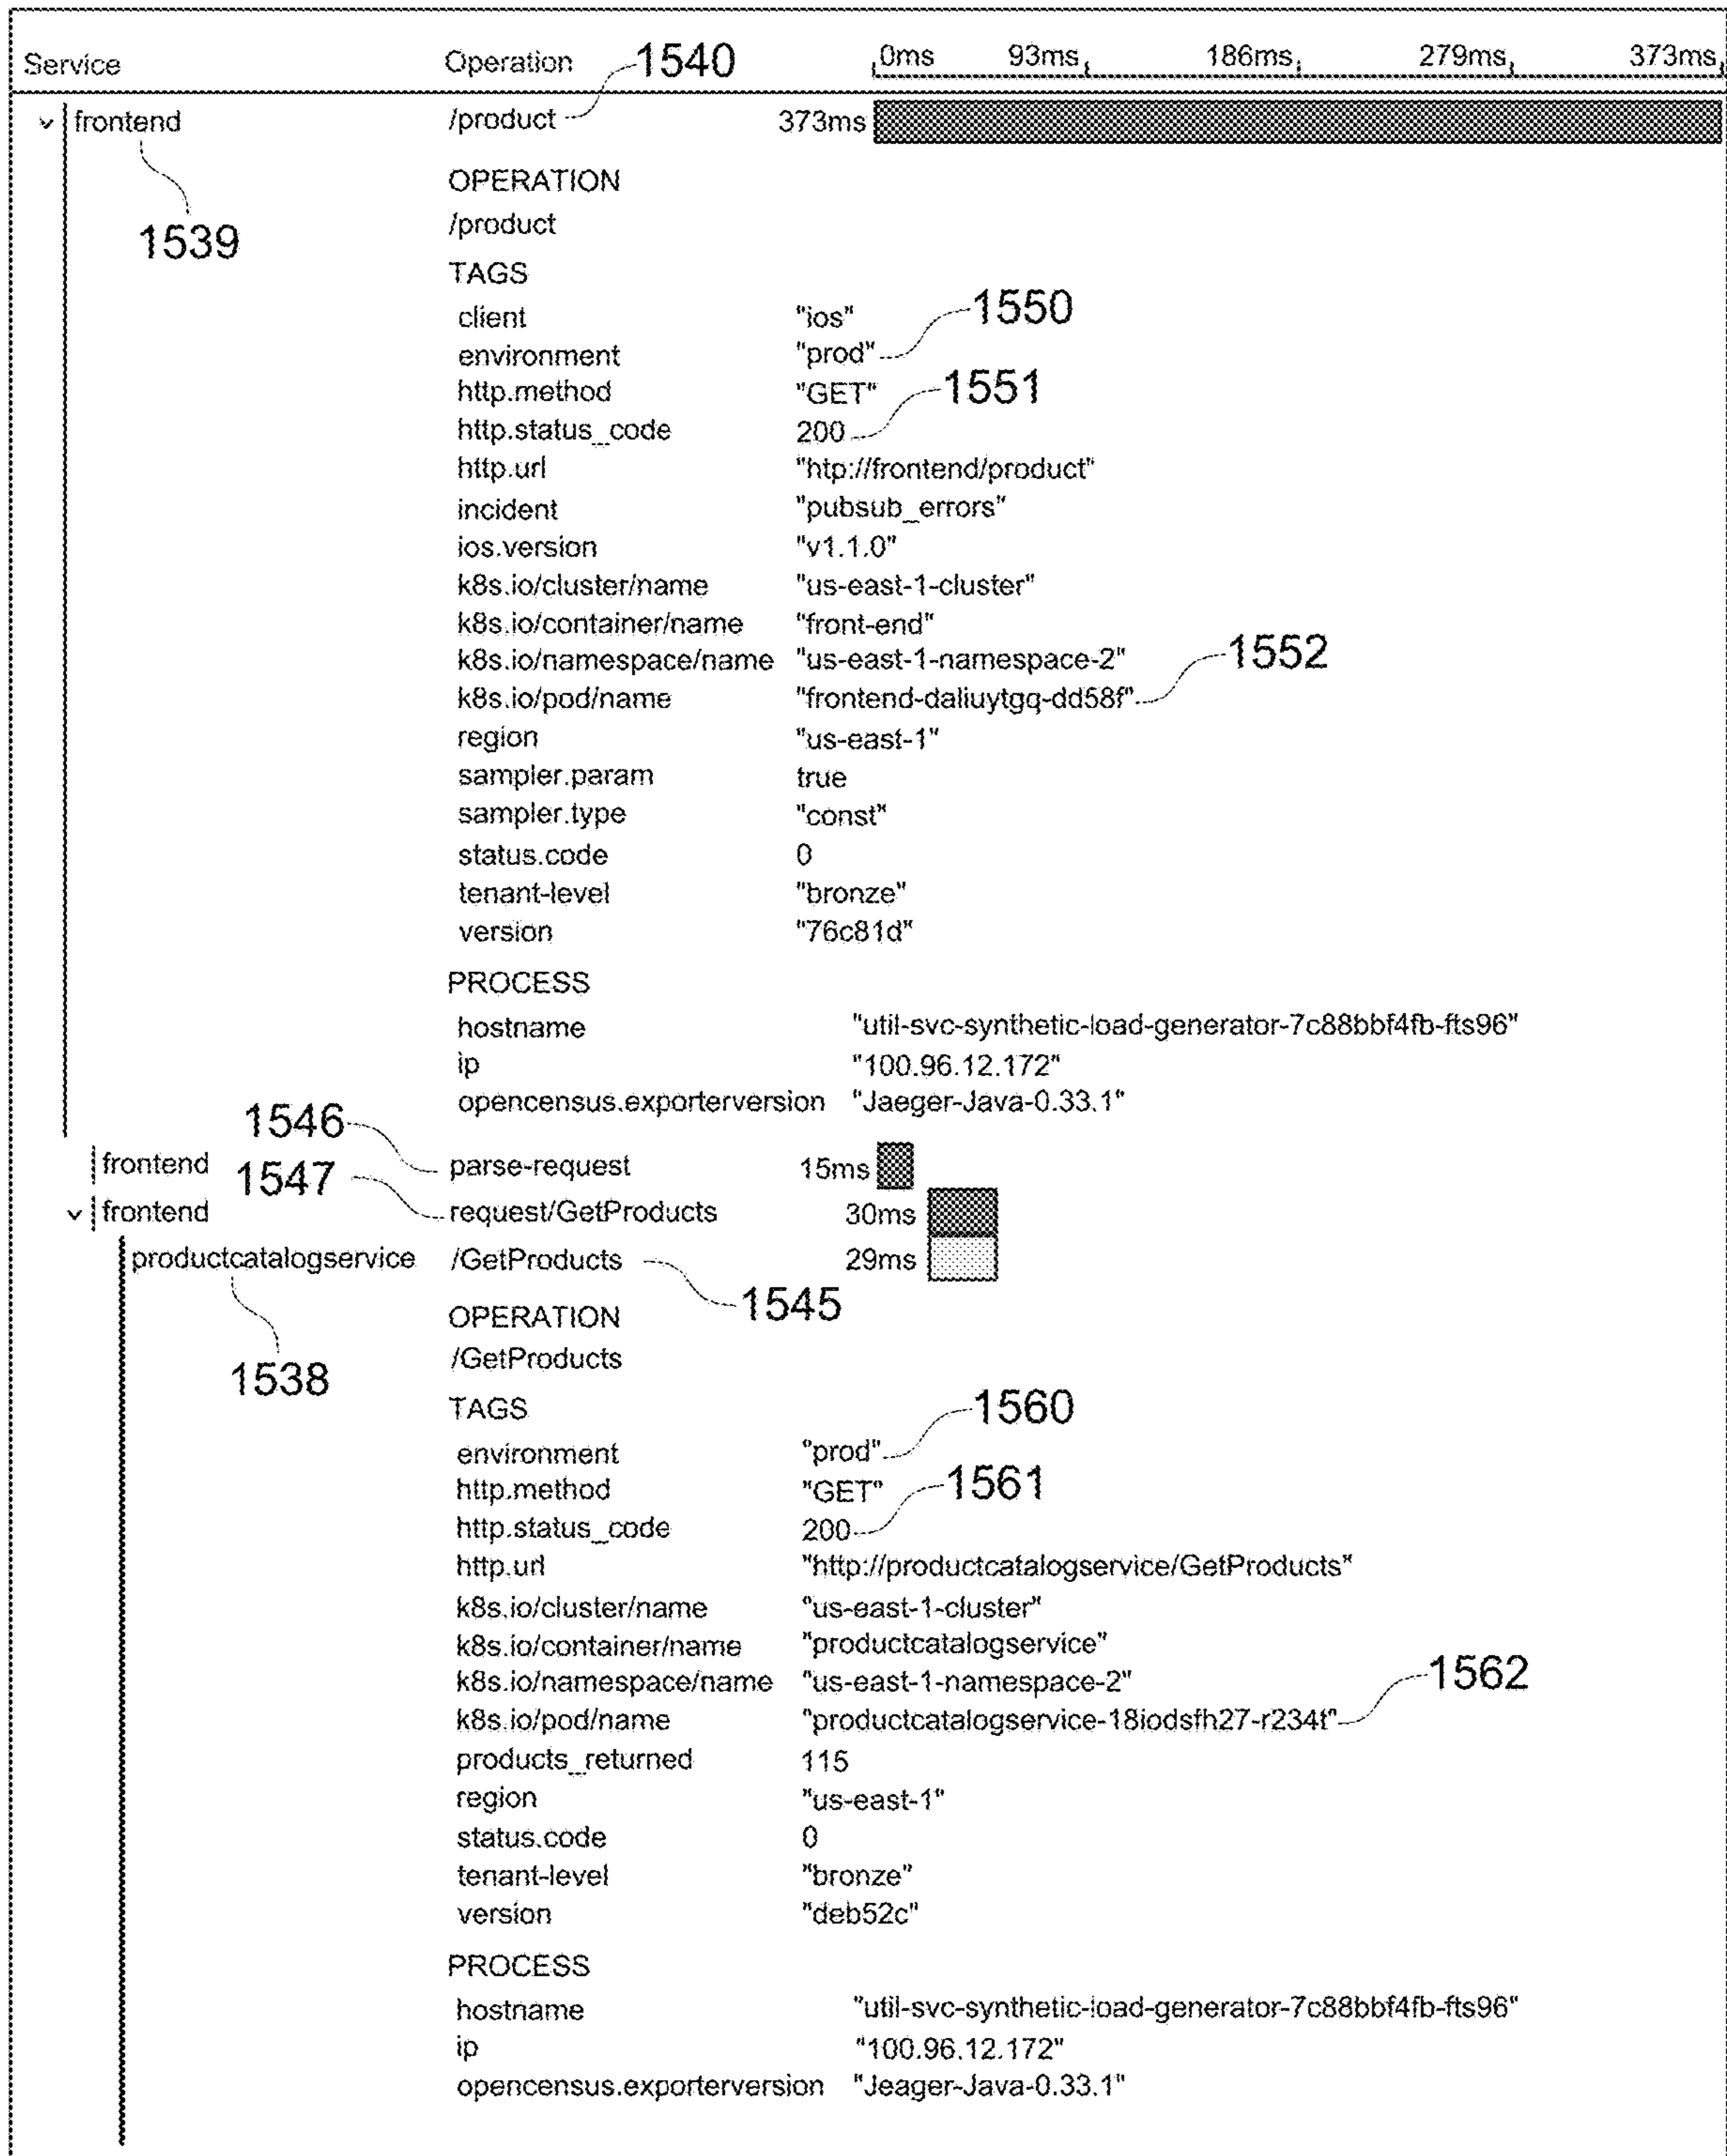 Service Operation 1540 0ms 93ms 186ms 279ms 373ms
frontend /product 373ms
1539
OPERATION
/product
TAGS
client "ios" 1550
environment "prod"
http.method "GET" 1551
http.status_code 200
http.url "htp://frontend/product"
incident "pubsub_errors"
ios.version "v1.1.0"
k8s.io/cluster/name "us-east-1-cluster"
k8s.io/container/name "front-end"
k8s.io/namespace/name "us-east-1-namespace-2" 1552
k8s.io/pod/name "frontend-daliuytgq-dd58f"
region "us-east-1"
sampler.param true
sampler.type "const"
status.code 0
tenant-level "bronze"
version "76c81d"
PROCESS
hostname "util-svc-synthetic-load-generator-7c88bbf4fb-fts96"
ip "100.96.12.172"
opencensus.exporterversion "Jaeger-Java-0.33.1"
1546
frontend parse-request 15ms
1547
frontend request/GetProducts 30ms
productcatalogservice /GetProducts 29ms
1545
1538
OPERATION
/GetProducts
TAGS 1560
environment "prod"
http.method "GET" 1561
http.status_code 200
http.url "http://productcatalogservice/GetProducts"
k8s.io/cluster/name "us-east-1-cluster"
k8s.io/container/name "productcatalogservice"
k8s.io/namespace/name "us-east-1-namespace-2" 1562
k8s.io/pod/name "productcatalogservice-18iodsfh27-r234t"
products_returned 115
region "us-east-1"
status.code 0
tenant-level "bronze"
version "deb52c"
PROCESS
hostname "util-svc-synthetic-load-generator-7c88bbf4fb-fts96"
ip "100.96.12.172"
opencensus.exporterversion "Jeager-Java-0.33.1"